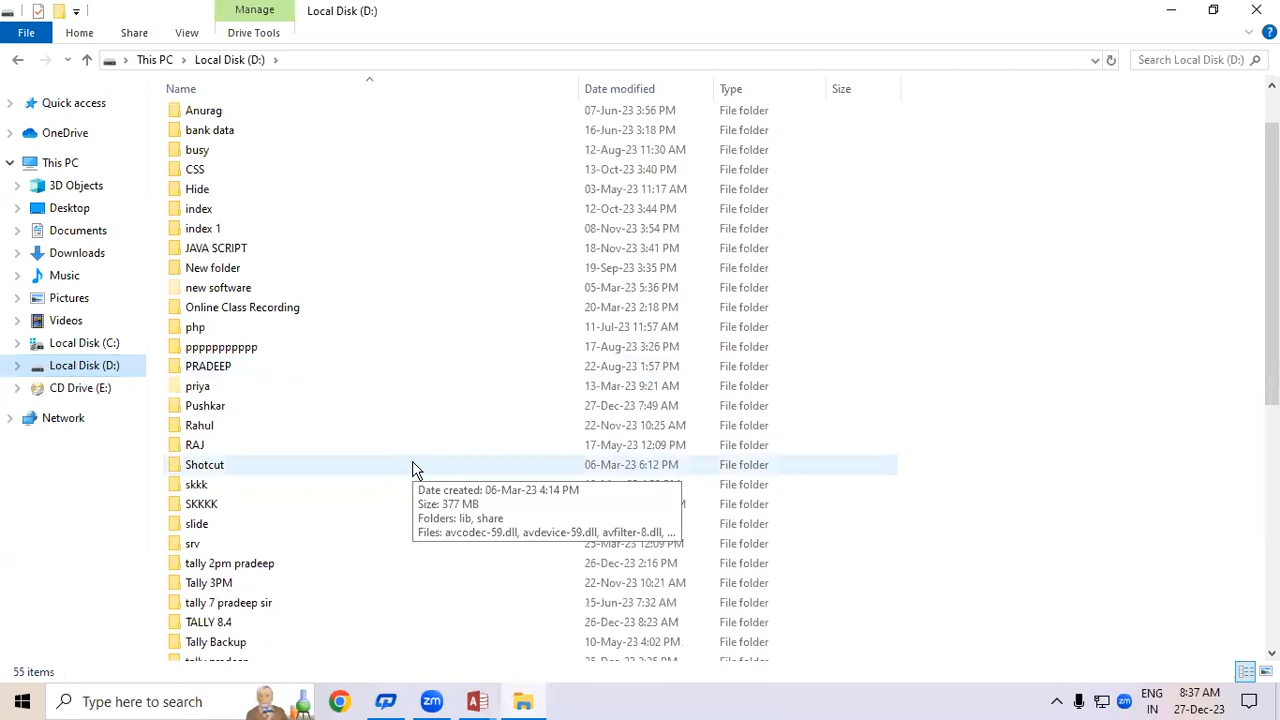 Manage
Local Disk (D:)
File
Home
Share
View
Drive Tools
This PC
Local Disk (D:)
Search Local Disk (D:)
Name
Date modified
Type
Size
Quick access
OneDrive
This PC
3D Objects
Desktop
Documents
Downloads
Music
Pictures
Videos
Local Disk (C:)
Local Disk (D:)
CD Drive (E:)
Network
Anurag 07-Jun-23 3:56 PM File folder
bank data 16-Jun-23 3:18 PM File folder
busy 12-Aug-23 11:30 AM File folder
CSS 13-Oct-23 3:40 PM File folder
Hide 03-May-23 11:17 AM File folder
index 12-Oct-23 3:44 PM File folder
index 1 08-Nov-23 3:54 PM File folder
JAVA SCRIPT 18-Nov-23 3:41 PM File folder
New folder 19-Sep-23 3:35 PM File folder
new software 05-Mar-23 5:36 PM File folder
Online Class Recording 20-Mar-23 2:18 PM File folder
php 11-Jul-23 11:57 AM File folder
ppppppppppp 17-Aug-23 3:26 PM File folder
PRADEEP 22-Aug-23 1:57 PM File folder
priya 13-Mar-23 9:21 AM File folder
Pushkar 27-Dec-23 7:49 AM File folder
Rahul 22-Nov-23 10:25 AM File folder
RAJ 17-May-23 12:09 PM File folder
Shotcut 06-Mar-23 6:12 PM File folder
skkk File folder
SKKKK File folder
slide File folder
srv 25-Mar-23 12:09 PM File folder
tally 2pm pradeep 26-Dec-23 2:16 PM File folder
Tally 3PM 22-Nov-23 10:21 AM File folder
tally 7 pradeep sir 15-Jun-23 7:32 AM File folder
TALLY 8.4 26-Dec-23 8:23 AM File folder
Tally Backup 10-May-23 4:02 PM File folder
Date created: 06-Mar-23 4:14 PM
Size: 377 MB
Folders: lib, share
Files: avcodec-59.dll, avdevice-59.dll, avfilter-8.dll, ...
55 items
Type here to search
zm
zm
ENG
IN
8:37 AM
27-Dec-23